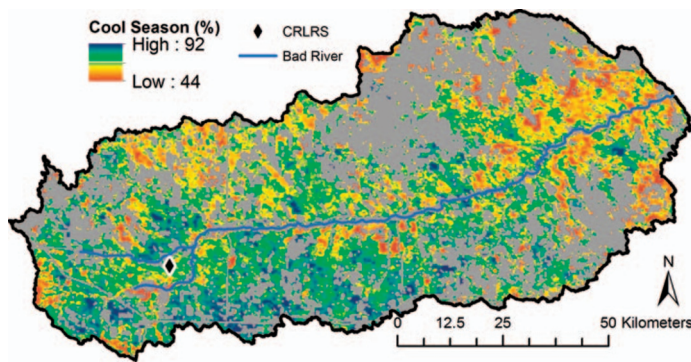 Cool Season (%)
High : 92
Low : 44
CRLRS
Bad River
N
0 12.5 25 50 Kilometers